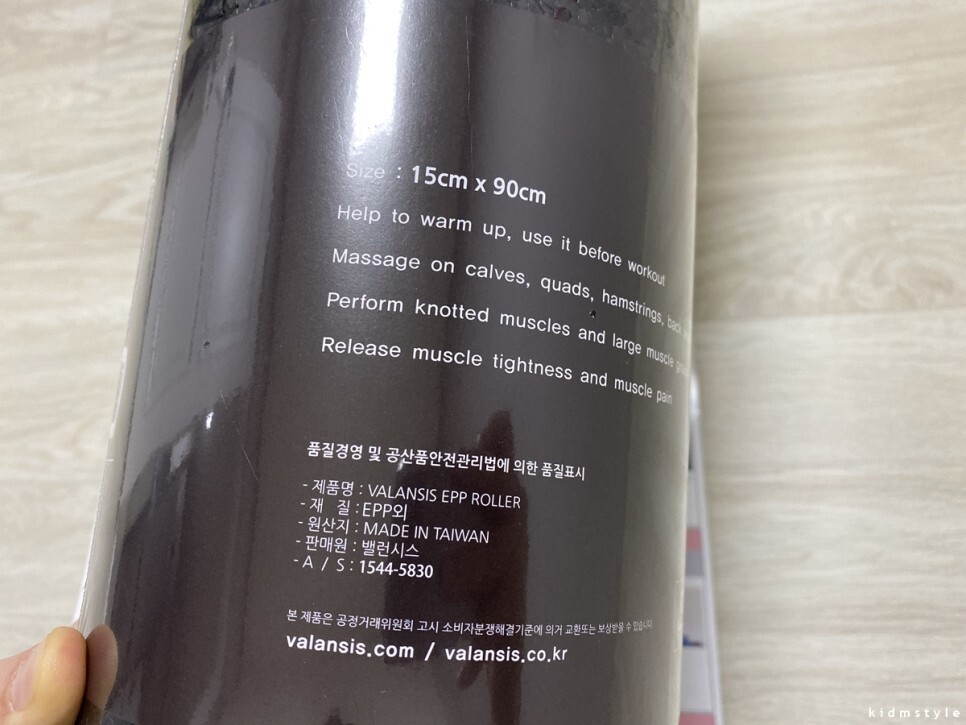 Size : 15cm x 90cm
Help to warm up, use it before workout
Massage on calves, quads, hamstrings, back
Perform knotted muscles and large muscle
Release muscle tightness and muscle pain
품질경영 및 공산품안전관리법에 의한 품질표시
- 제품명 : VALANSIS EPP ROLLER
- 재 질 : EPP외
- 원산지 : MADE IN TAIWAN
- 판매원 : 밸런시스
- A / S : 1544-5830
본 제품은 공정거래위원회 고시 소비자분쟁해결기준에 의거 교환또는 보상받을 수 있습니다.
valansis.com / valansis.co.kr
kidmstyle